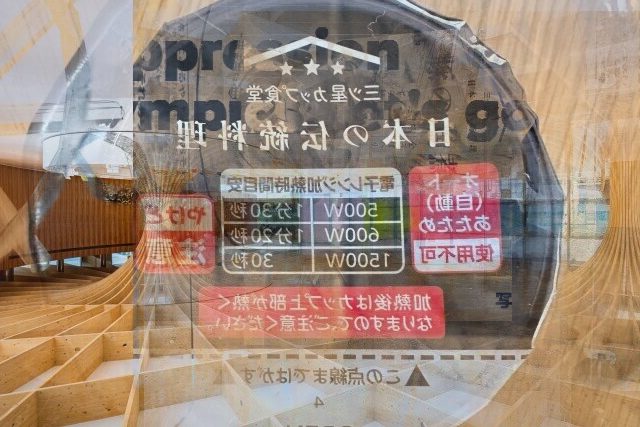 ppression
三ツ星カップ食堂
日本の伝統料理
電子レンジ加熱時間目安
500W 1分30秒
600W 1分20秒
1500W 30秒
オート
(自動)
あたため
使用不可
やけど
注意
加熱後はカップ上部が熱く
なりますので、ご注意ください。
この点線まではがす
4